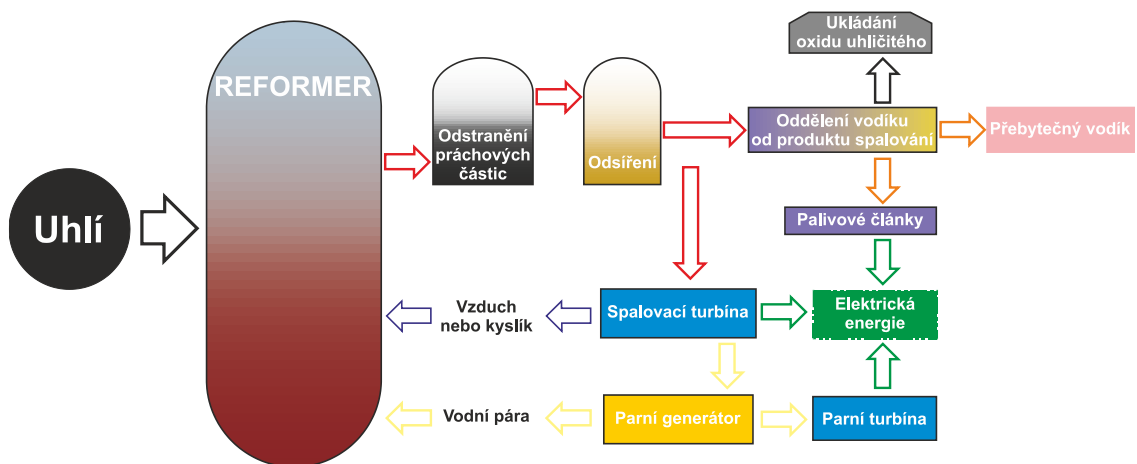 Ukládání
oxidu uhličitého
REFORMER
Odstranění
práchových
částic
Odsíření
Oddělení vodíku
od produktu spalování
Přebytečný vodík
Uhlí
Palivové články
Vzduch
nebo kyslík
Spalovací turbína
Elektrická
energie
Vodní pára
Parní generátor
Parní turbína